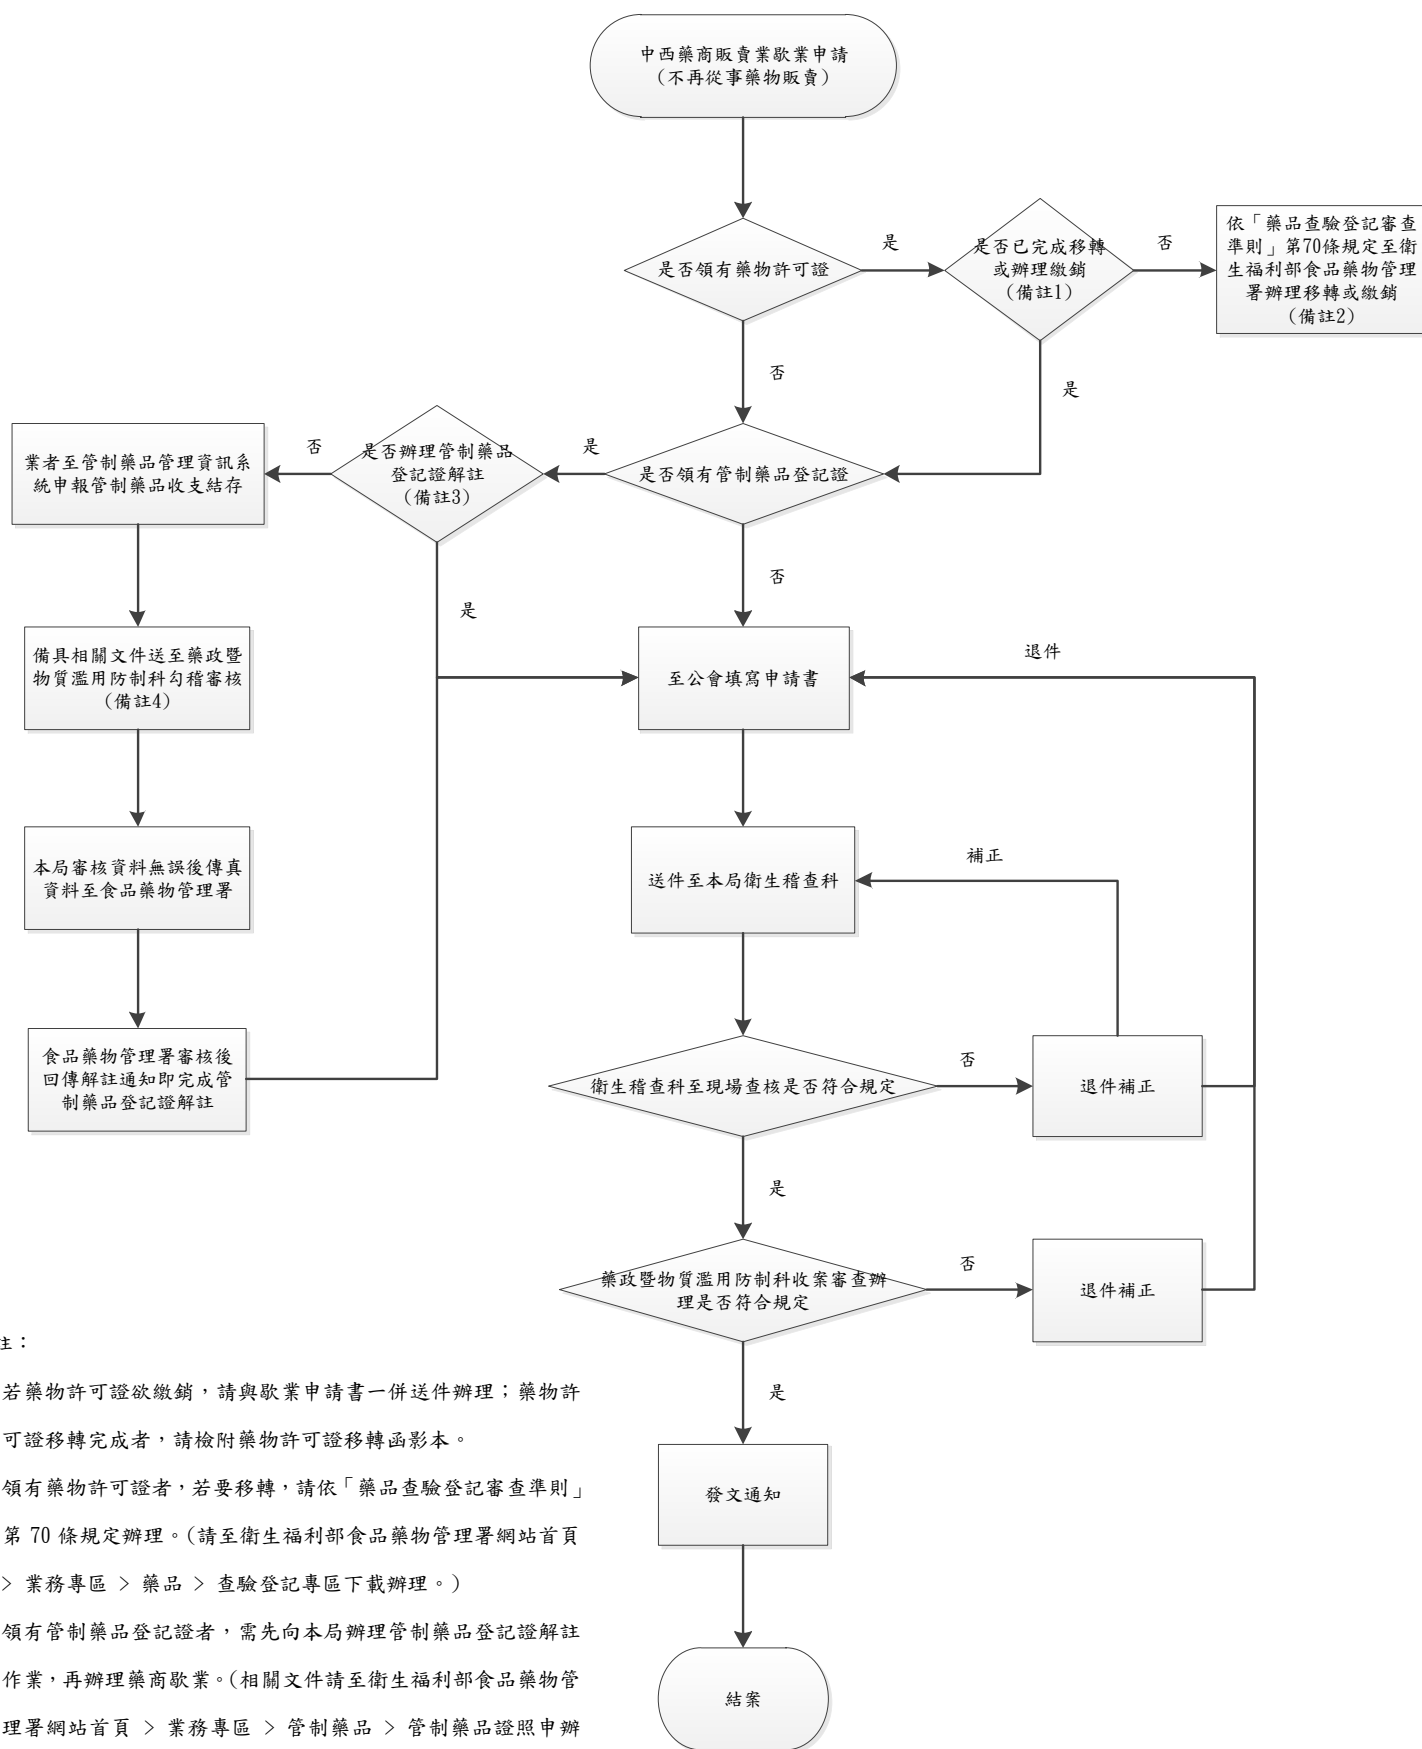 中西藥商販賣業歇業申請
(不再從事藥物販賣)
是否領有藥物許可證
是
是否已完成移轉
或辦理繳銷
(備註1)
否
依「藥品查驗登記審查
準則」第70條規定至衛
生福利部食品藥物管理
署辦理移轉或繳銷
(備註2)
否
是
是否領有管制藥品登記證
是
是否辦理管制藥品
登記證解註
(備註3)
否
業者至管制藥品管理資訊系
統申報管制藥品收支結存
否
是
備具相關文件送至藥政暨
物質濫用防制科勾稽審核
(備註4)
至公會填寫申請書
退件
本局審核資料無誤後傳真
資料至食品藥物管理署
送件至本局衛生稽查科
補正
食品藥物管理署審核後
回傳解註通知即完成管
制藥品登記證解註
衛生稽查科至現場查核是否符合規定
否
退件補正
是
藥政暨物質濫用防制科收案審查辦
理是否符合規定
否
退件補正
是
發文通知
結案
註：
若藥物許可證欲繳銷，請與歇業申請書一併送件辦理；藥物許
可證移轉完成者，請檢附藥物許可證移轉函影本。
領有藥物許可證者，若要移轉，請依「藥品查驗登記審查準則」
第 70 條規定辦理。(請至衛生福利部食品藥物管理署網站首頁
> 業務專區 > 藥品 > 查驗登記專區下載辦理。)
領有管制藥品登記證者，需先向本局辦理管制藥品登記證解註
作業，再辦理藥商歇業。(相關文件請至衛生福利部食品藥物管
理署網站首頁 > 業務專區 > 管制藥品 > 管制藥品證照申辦